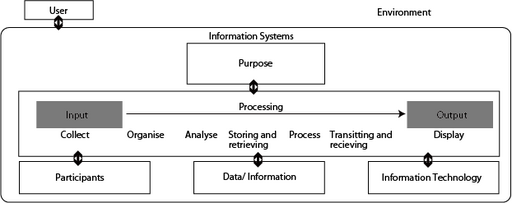 User
Environment
Information Systems
Purpose
Processing
Input
Output
Collect
Organise
Analyse
Storing and
retrieving
Process
Transitting and
recieving
Display
Participants
Data/ Information
Information Technology